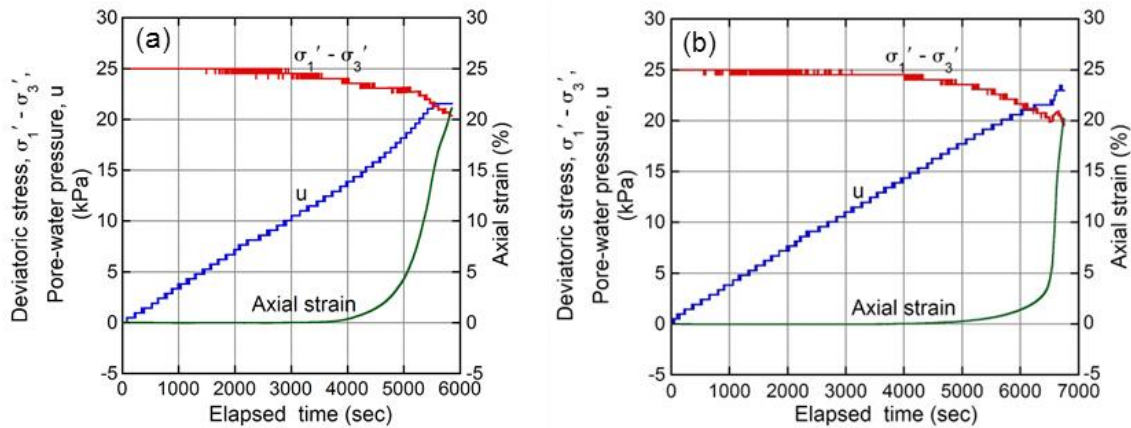 (a)
Deviatoric stress, σ₁′ - σ₃′,
Pore-water pressure, u
(kPa)
30
25
20
15
10
5
0
-5
σ₁′ - σ₃′
u
Axial strain
30
25
20
15
10
5
0
-5
Axial strain (%)
0 1000 2000 3000 4000 5000 6000
Elapsed time (sec)
(b)
Deviatoric stress, σ₁′ - σ₃′,
Pore-water pressure, u
(kPa)
30
25
20
15
10
5
0
-5
σ₁′ - σ₃′
u
Axial strain
30
25
20
15
10
5
0
-5
Axial strain (%)
0 1000 2000 3000 4000 5000 6000 7000
Elapsed time (sec)